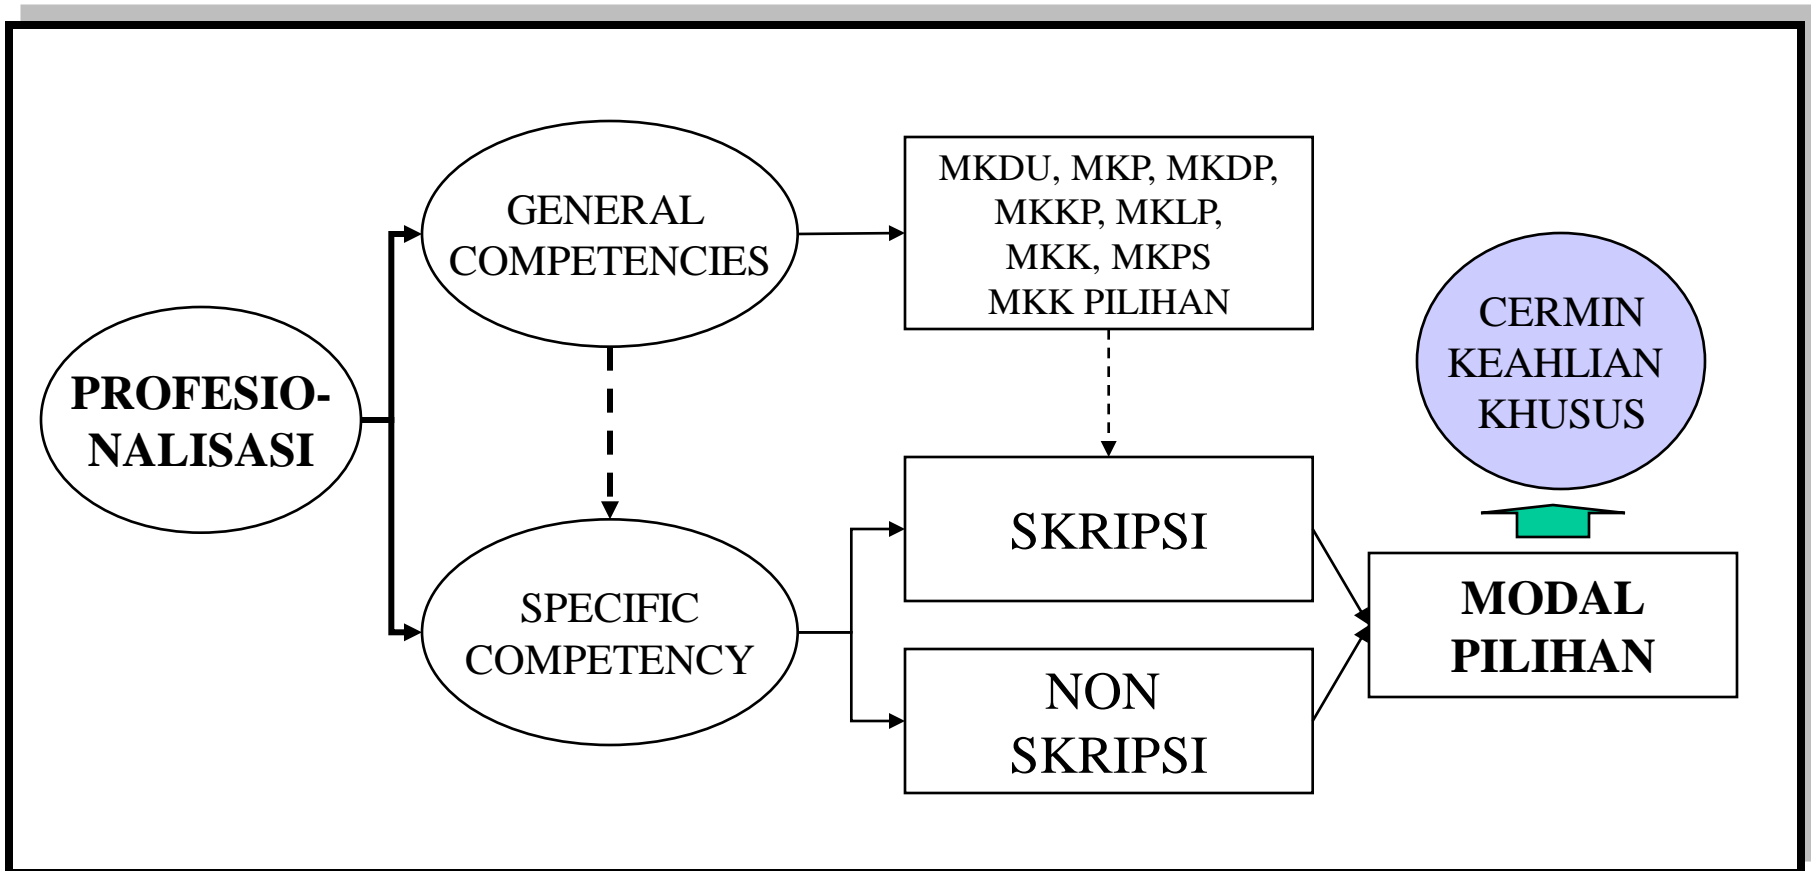 PROFESIO-
NALISASI
GENERAL
COMPETENCIES
SPECIFIC
COMPETENCY
MKDU, MKP, MKDP,
MKKP, MKLP,
MKK, MKPS
MKK PILIHAN
SKRIPSI
NON
SKRIPSI
MODAL
PILIHAN
CERMIN
KEAHLIAN
KHUSUS